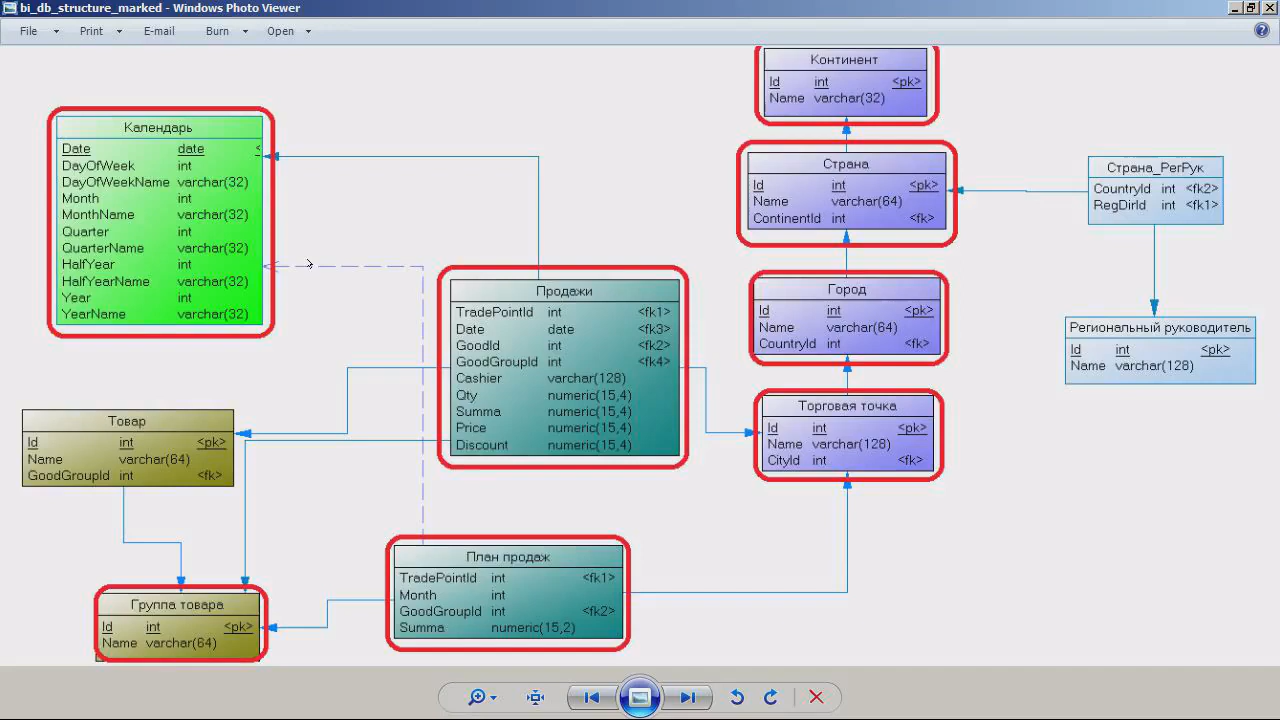 bi_db_structure_marked - Windows Photo Viewer
File Print E-mail Burn Open
Континент
Id int <pk>
Name varchar(32)
Календарь
Date date <
DayOfWeek int
DayOfWeekName varchar(32)
Month int
MonthName varchar(32)
Quarter int
QuarterName varchar(32)
HalfYear int
HalfYearName varchar(32)
Year int
YearName varchar(32)
Страна
Id int <pk>
Name varchar(64)
ContinentId int <fk>
Страна_РегРук
CountryId int <fk2>
RegDirId int <fk1>
Продажи
TradePointId int <fk1>
Date date <fk3>
GoodId int <fk2>
GoodGroupId int <fk4>
Cashier varchar(128)
Qty numeric(15,4)
Summa numeric(15,4)
Price numeric(15,4)
Discount numeric(15,4)
Город
Id int <pk>
Name varchar(64)
CountryId int <fk>
Региональный руководитель
Id int <pk>
Name varchar(128)
Товар
Id int <pk>
Name varchar(64)
GoodGroupId int <fk>
Торговая точка
Id int <pk>
Name varchar(128)
CityId int <fk>
План продаж
TradePointId int <fk1>
Month int
GoodGroupId int <fk2>
Summa numeric(15,2)
Группа товара
Id int <pk>
Name varchar(64)